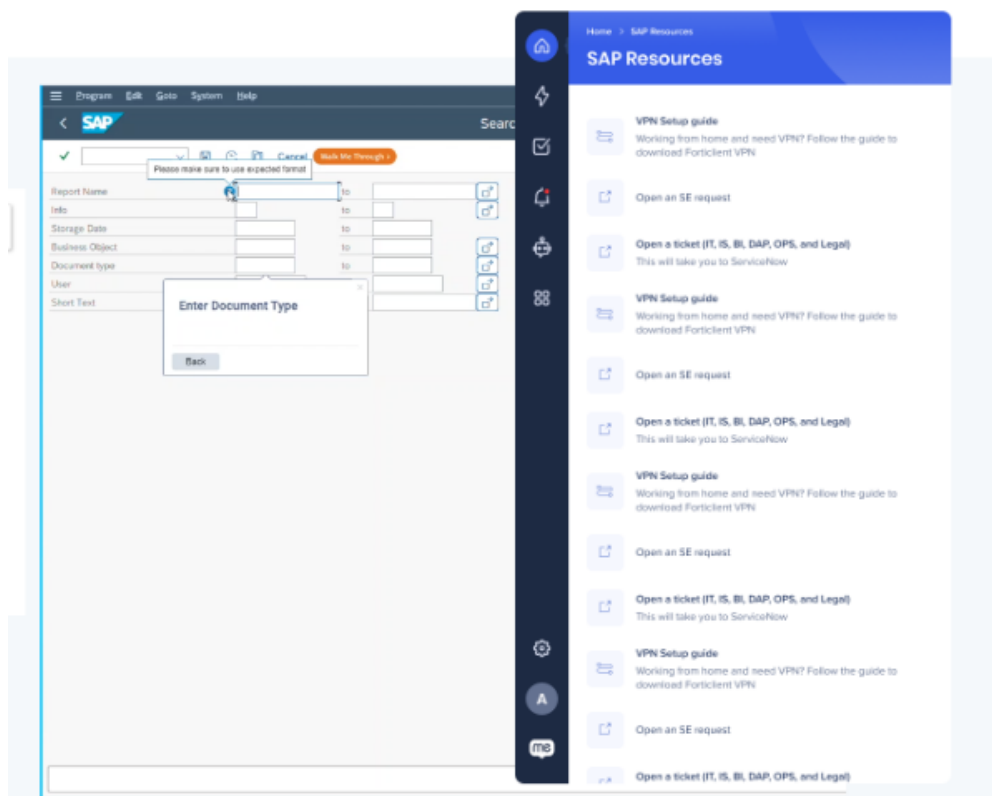 Program Edit Goto System Help
SAP
Searc
Cancel
Walk Me Through >
Please make sure to use expected format
Report Name
to
Info
to
Storage Date
to
Business Object
to
Document type
to
User
Short Text
Enter Document Type
×
Back
Home > SAP Resources
SAP Resources
VPN Setup guide
Working from home and need VPN? Follow the guide to
download Forticlient VPN
Open an SE request
Open a ticket (IT, IS, BI, DAP, OPS, and Legal)
This will take you to ServiceNow
VPN Setup guide
Working from home and need VPN? Follow the guide to
download Forticlient VPN
Open an SE request
Open a ticket (IT, IS, BI, DAP, OPS, and Legal)
This will take you to ServiceNow
VPN Setup guide
Working from home and need VPN? Follow the guide to
download Forticlient VPN
Open an SE request
Open a ticket (IT, IS, BI, DAP, OPS, and Legal)
This will take you to ServiceNow
VPN Setup guide
Working from home and need VPN? Follow the guide to
download Forticlient VPN
Open an SE request
Open a ticket (IT, IS, BI, DAP, OPS, and Legal)
A
me